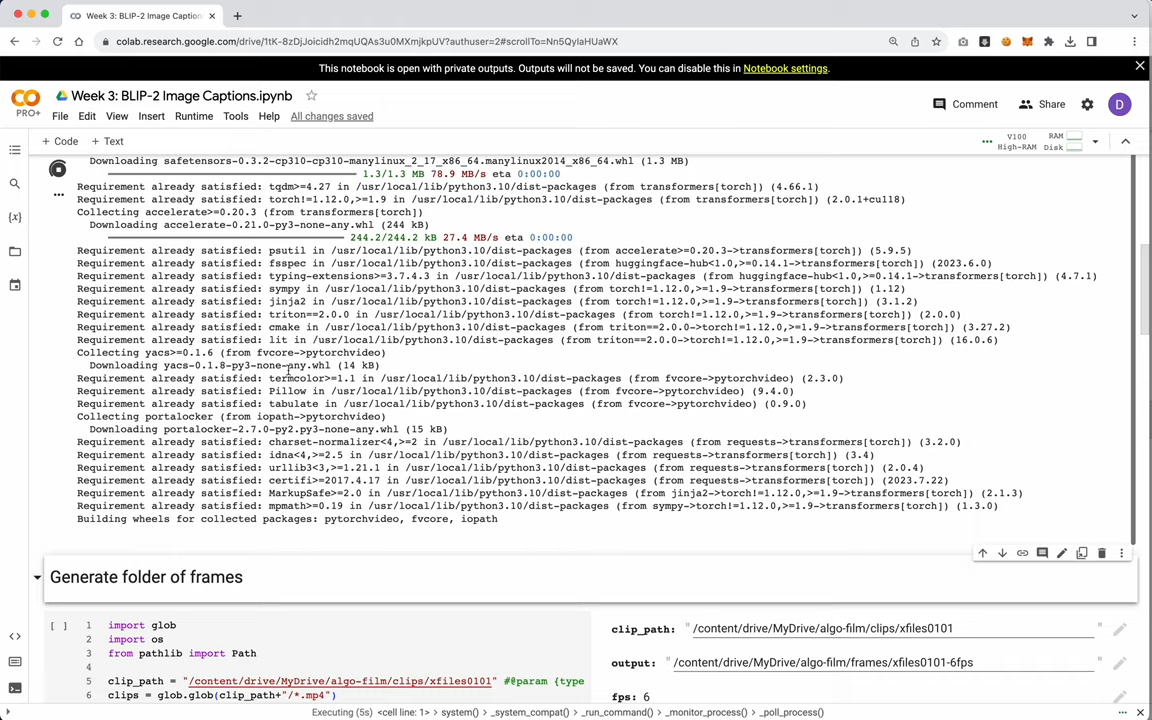 Week 3: BLIP-2 Image Caption
colab.research.google.com/drive/1tK-8zDjJoicidh2mqUQAs3u0MXmjkpUV?authuser=2#scrollTo=Nn5QylaHUaWX
This notebook is open with private outputs. Outputs will not be saved. You can disable this in Notebook settings.
PRO+
Week 3: BLIP-2 Image Captions.ipynb
File Edit View Insert Runtime Tools Help All changes saved
Comment Share D
+ Code + Text
V100 High-RAM RAM Disk
Downloading safetensors-0.3.2-cp310-cp310-manylinux_2_17_x86_64.manylinux2014_x86_64.whl (1.3 MB)
1.3/1.3 MB 78.9 MB/s eta 0:00:00
Requirement already satisfied: tqdm>=4.27 in /usr/local/lib/python3.10/dist-packages (from transformers[torch]) (4.66.1)
Requirement already satisfied: torch!=1.12.0,>=1.9 in /usr/local/lib/python3.10/dist-packages (from transformers[torch]) (2.0.1+cu118)
Collecting accelerate>=0.20.3 (from transformers[torch])
Downloading accelerate-0.21.0-py3-none-any.whl (244 kB)
244.2/244.2 kB 27.4 MB/s eta 0:00:00
Requirement already satisfied: psutil in /usr/local/lib/python3.10/dist-packages (from accelerate>=0.20.3->transformers[torch]) (5.9.5)
Requirement already satisfied: fsspec in /usr/local/lib/python3.10/dist-packages (from huggingface-hub<1.0,>=0.14.1->transformers[torch]) (2023.6.0)
Requirement already satisfied: typing-extensions>=3.7.4.3 in /usr/local/lib/python3.10/dist-packages (from huggingface-hub<1.0,>=0.14.1->transformers[torch]) (4.7.1)
Requirement already satisfied: sympy in /usr/local/lib/python3.10/dist-packages (from torch!=1.12.0,>=1.9->transformers[torch]) (1.12)
Requirement already satisfied: jinja2 in /usr/local/lib/python3.10/dist-packages (from torch!=1.12.0,>=1.9->transformers[torch]) (3.1.2)
Requirement already satisfied: triton==2.0.0 in /usr/local/lib/python3.10/dist-packages (from torch!=1.12.0,>=1.9->transformers[torch]) (2.0.0)
Requirement already satisfied: cmake in /usr/local/lib/python3.10/dist-packages (from triton==2.0.0->torch!=1.12.0,>=1.9->transformers[torch]) (3.27.2)
Requirement already satisfied: lit in /usr/local/lib/python3.10/dist-packages (from triton==2.0.0->torch!=1.12.0,>=1.9->transformers[torch]) (16.0.6)
Collecting yacs>=0.1.6 (from fvcore->pytorchvideo)
Downloading yacs-0.1.8-py3-none-any.whl (14 kB)
Requirement already satisfied: termcolor>=1.1 in /usr/local/lib/python3.10/dist-packages (from fvcore->pytorchvideo) (2.3.0)
Requirement already satisfied: Pillow in /usr/local/lib/python3.10/dist-packages (from fvcore->pytorchvideo) (9.4.0)
Requirement already satisfied: tabulate in /usr/local/lib/python3.10/dist-packages (from fvcore->pytorchvideo) (0.9.0)
Collecting portalocker (from iopath->pytorchvideo)
Downloading portalocker-2.7.0-py2.py3-none-any.whl (15 kB)
Requirement already satisfied: charset-normalizer<4,>=2 in /usr/local/lib/python3.10/dist-packages (from requests->transformers[torch]) (3.2.0)
Requirement already satisfied: idna<4,>=2.5 in /usr/local/lib/python3.10/dist-packages (from requests->transformers[torch]) (3.4)
Requirement already satisfied: urllib3<3,>=1.21.1 in /usr/local/lib/python3.10/dist-packages (from requests->transformers[torch]) (2.0.4)
Requirement already satisfied: certifi>=2017.4.17 in /usr/local/lib/python3.10/dist-packages (from requests->transformers[torch]) (2023.7.22)
Requirement already satisfied: MarkupSafe>=2.0 in /usr/local/lib/python3.10/dist-packages (from jinja2->torch!=1.12.0,>=1.9->transformers[torch]) (2.1.3)
Requirement already satisfied: mpmath>=0.19 in /usr/local/lib/python3.10/dist-packages (from sympy->torch!=1.12.0,>=1.9->transformers[torch]) (1.3.0)
Building wheels for collected packages: pytorchvideo, fvcore, iopath
Generate folder of frames
[ ] 1 import glob
2 import os
3 from pathlib import Path
4
5 clip_path = "/content/drive/MyDrive/algo-film/clips/xfiles0101" #@param {type
6 clips = glob.glob(clip_path+"/*.mp4")
clip_path: "/content/drive/MyDrive/algo-film/clips/xfiles0101"
output: "/content/drive/MyDrive/algo-film/frames/xfiles0101-6fps"
fps: 6
Executing (5s) <cell line: 1> > system() > _system_compat() > _run_command() > _monitor_process() > _poll_process()